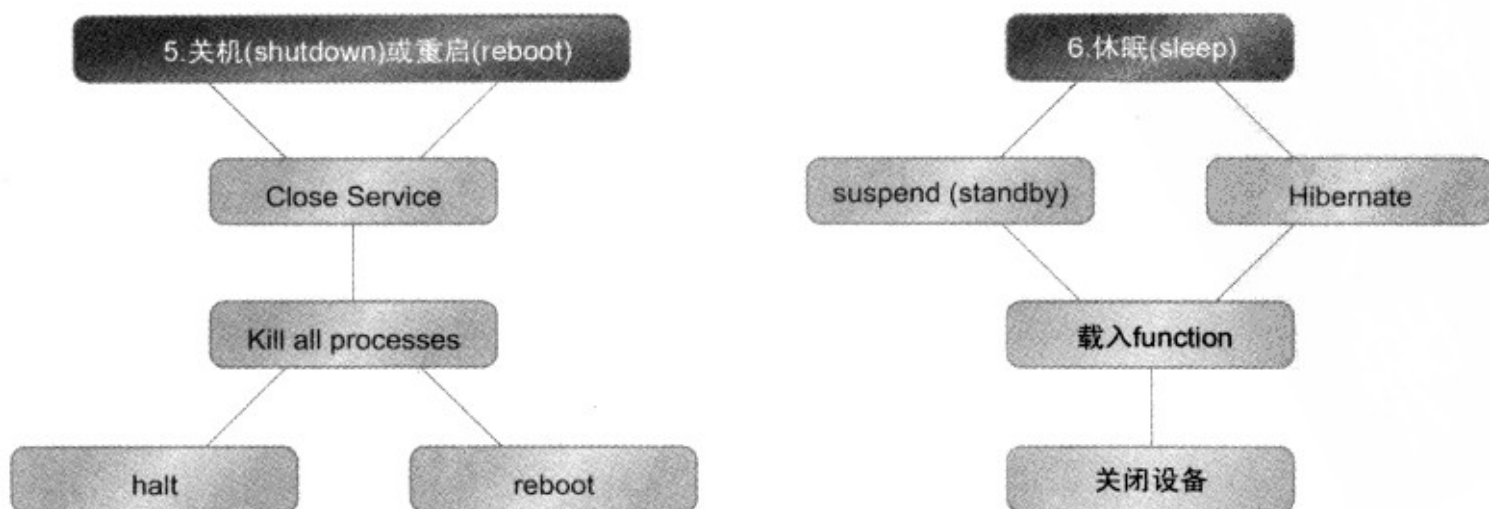 5.关机(shutdown)或重启(reboot)
Close Service
Kill all processes
halt
reboot
6.休眠(sleep)
suspend (standby)
Hibernate
载入function
关闭设备